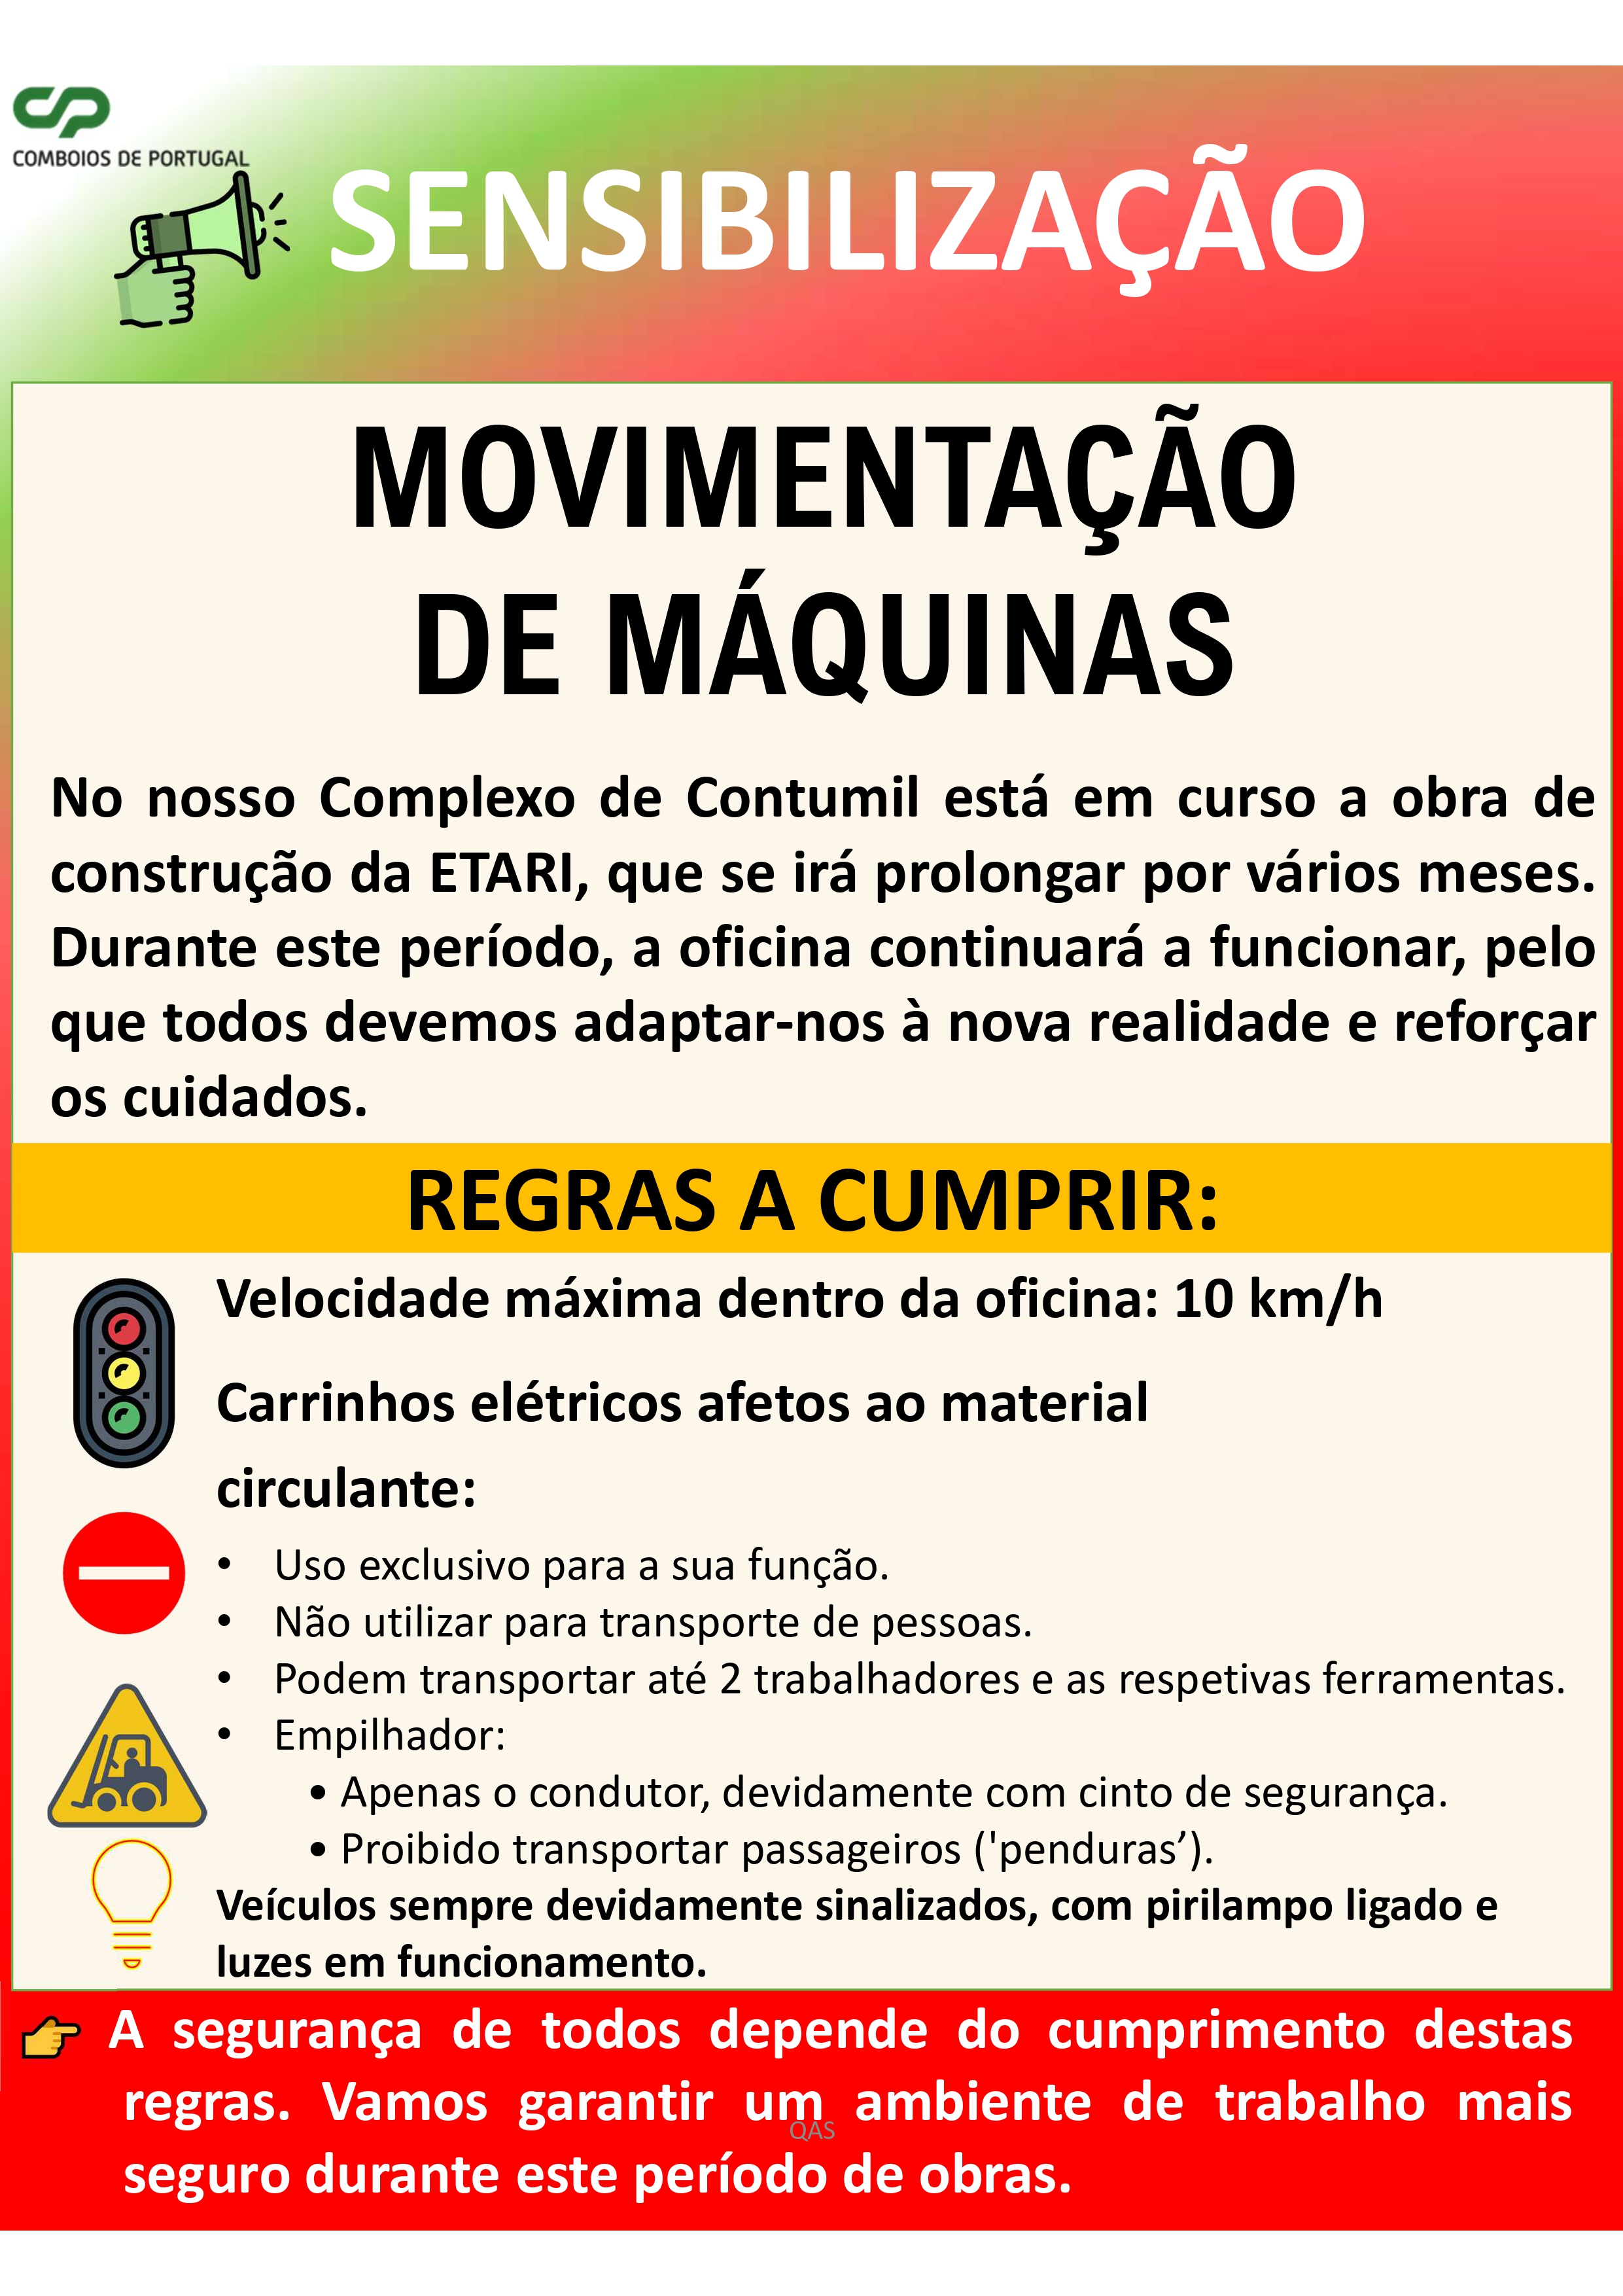 CP
COMBOIOS DE PORTUGAL
SENSIBILIZAÇÃO
MOVIMENTAÇÃO
DE MÁQUINAS
No nosso Complexo de Contumil está em curso a obra de
construção da ETARI, que se irá prolongar por vários meses.
Durante este período, a oficina continuará a funcionar, pelo
que todos devemos adaptar-nos à nova realidade e reforçar
os cuidados.
REGRAS A CUMPRIR:
Velocidade máxima dentro da oficina: 10 km/h
Carrinhos elétricos afetos ao material
circulante:
• Uso exclusivo para a sua função.
• Não utilizar para transporte de pessoas.
• Podem transportar até 2 trabalhadores e as respetivas ferramentas.
• Empilhador:
• Apenas o condutor, devidamente com cinto de segurança.
• Proibido transportar passageiros ('penduras’).
Veículos sempre devidamente sinalizados, com pirilampo ligado e
luzes em funcionamento.
A segurança de todos depende do cumprimento destas
regras. Vamos garantir um ambiente de trabalho mais
QAS
seguro durante este período de obras.